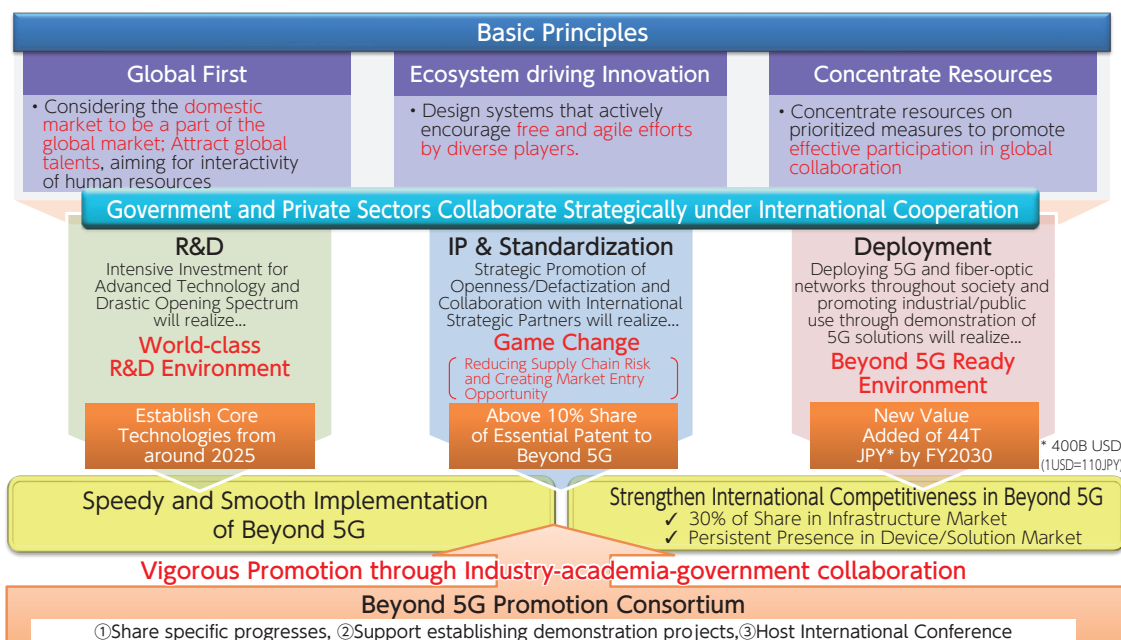 Basic Principles
Global First
• Considering the domestic
market to be a part of the
global market; Attract global
talents, aiming for interactivity
of human resources
Ecosystem driving Innovation
• Design systems that actively
encourage free and agile efforts
by diverse players.
Concentrate Resources
• Concentrate resources on
prioritized measures to promote
effective participation in global
collaboration
Government and Private Sectors Collaborate Strategically under International Cooperation
R&D
Intensive Investment for
Advanced Technology and
Drastic Opening Spectrum
will realize...
World-class
R&D Environment
Establish Core
Technologies from
around 2025
IP & Standardization
Strategic Promotion of
Openness/Defactization and
Collaboration with International
Strategic Partners will realize...
Game Change
Reducing Supply Chain Risk
and Creating Market Entry
Opportunity
Above 10% Share
of Essential Patent to
Beyond 5G
Deployment
Deploying 5G and fiber-optic
networks throughout society and
promoting industrial/public
use through demonstration of
5G solutions will realize...
Beyond 5G Ready
Environment
New Value
Added of 44T
JPY* by FY2030
* 400B USD
(1USD=110JPY)
Speedy and Smooth Implementation
of Beyond 5G
Strengthen International Competitiveness in Beyond 5G
✓ 30% of Share in Infrastructure Market
✓ Persistent Presence in Device/Solution Market
Vigorous Promotion through Industry-academia-government collaboration
Beyond 5G Promotion Consortium
①Share specific progresses, ②Support establishing demonstration projects,③Host International Conference